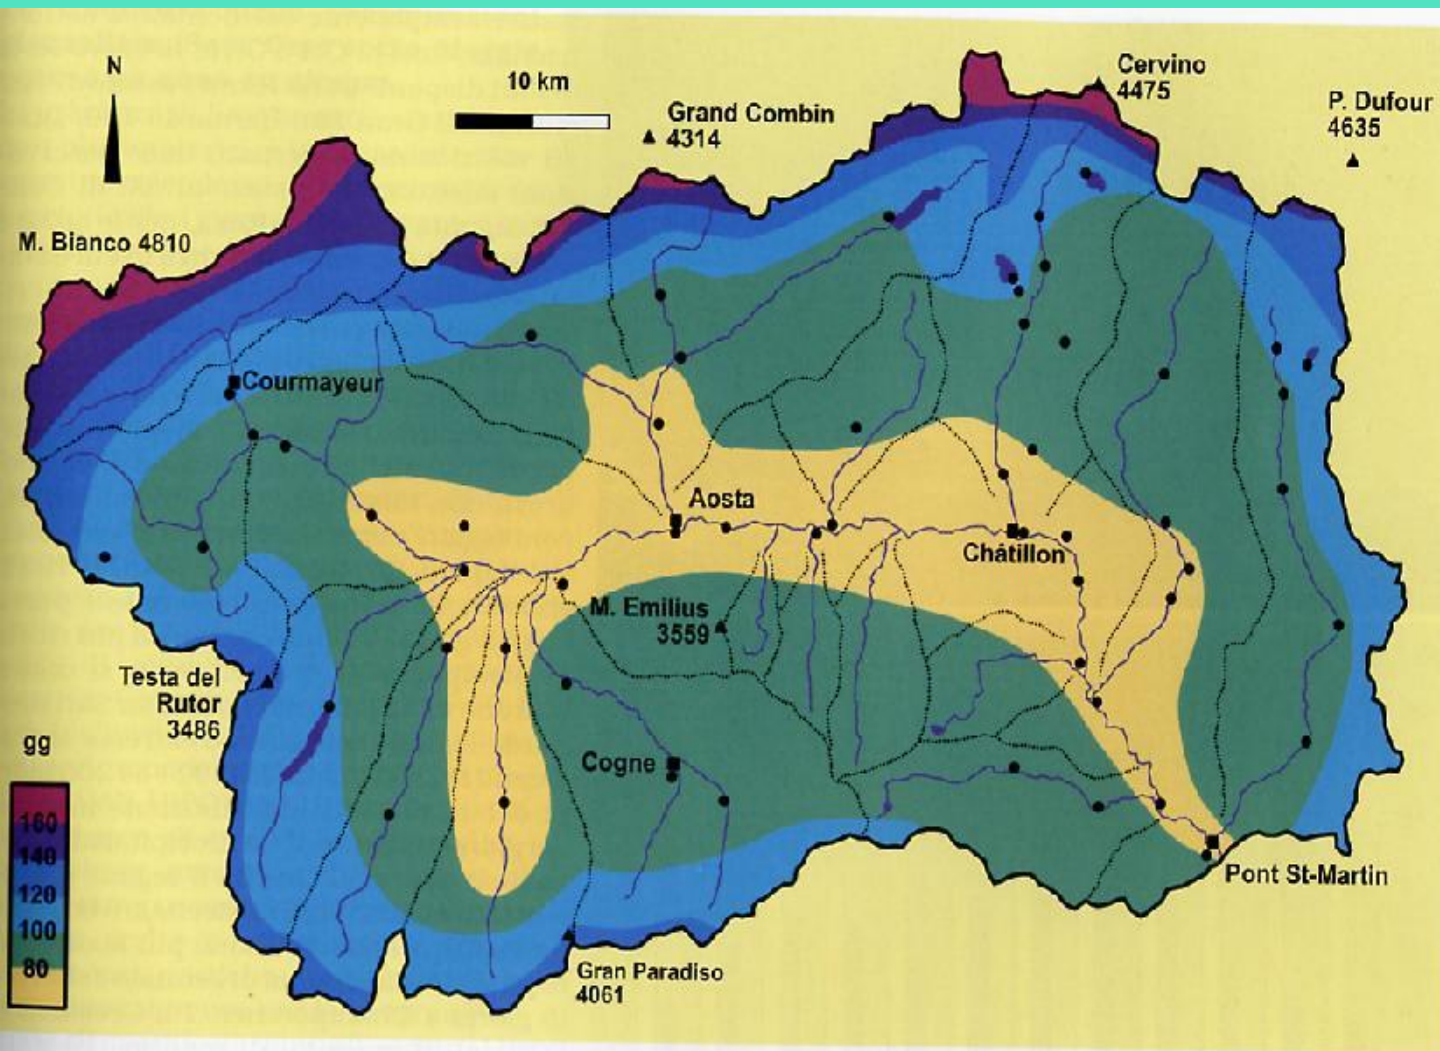 N
10 km
Cervino
4475
P. Dufour
4635
Grand Combin
4314
M. Bianco 4810
Courmayeur
Aosta
Châtillon
M. Emilius
3559
Testa del
Rutor
3486
gg
Cogne
160
140
120
100
80
Pont St-Martin
Gran Paradiso
4061